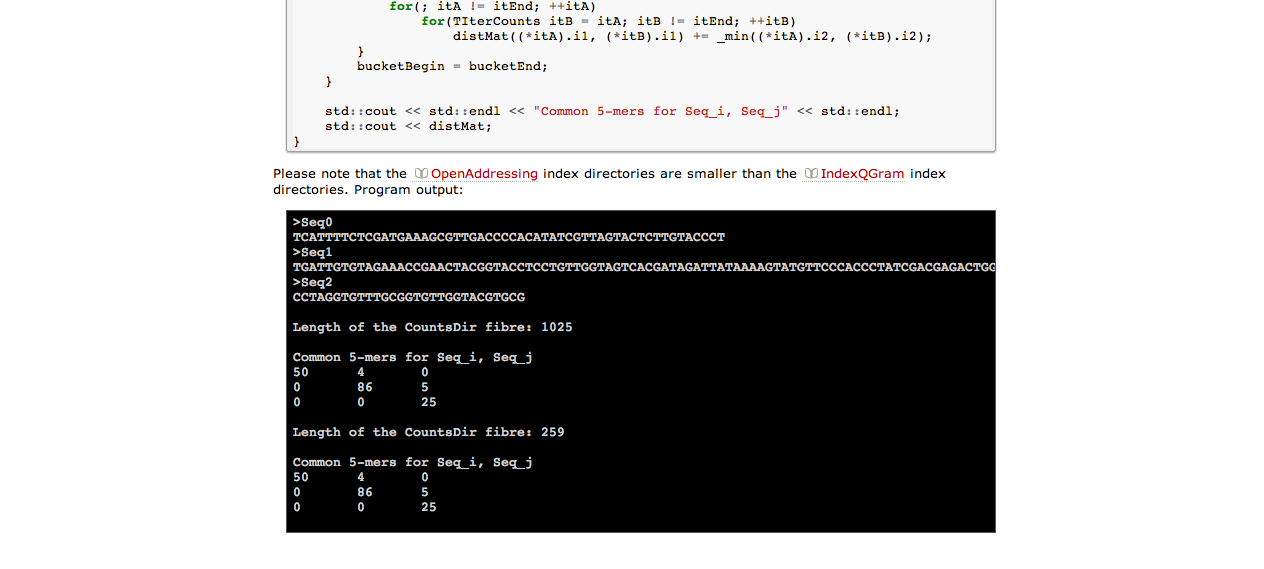 for(; itA != itEnd; ++itA)
for(TIterCounts itB = itA; itB != itEnd; ++itB)
distMat((*itA).i1, (*itB).i1) += _min((*itA).i2, (*itB).i2);
}
bucketBegin = bucketEnd;
}
std::cout << std::endl << "Common 5-mers for Seq_i, Seq_j" << std::endl;
std::cout << distMat;
}
Please note that the OpenAddressing index directories are smaller than the IndexQGram index
directories. Program output:
>Seq0
TCATTTTCTCGATGAAAGCGTTGACCCCACATATCGTTAGTACTCTTGTACCCT
>Seq1
TGATTGTGTAGAAACCGAACTACGGTACCTCCTGTTGGTAGTCACGATAGATTATAAAAGTATGTTCCCACCCTATCGACGAGACTGG
>Seq2
CCTAGGTGTTTGCGGTGTTGGTACGTGCG
Length of the CountsDir fibre: 1025
Common 5-mers for Seq_i, Seq_j
50 4 0
0 86 5
0 0 25
Length of the CountsDir fibre: 259
Common 5-mers for Seq_i, Seq_j
50 4 0
0 86 5
0 0 25